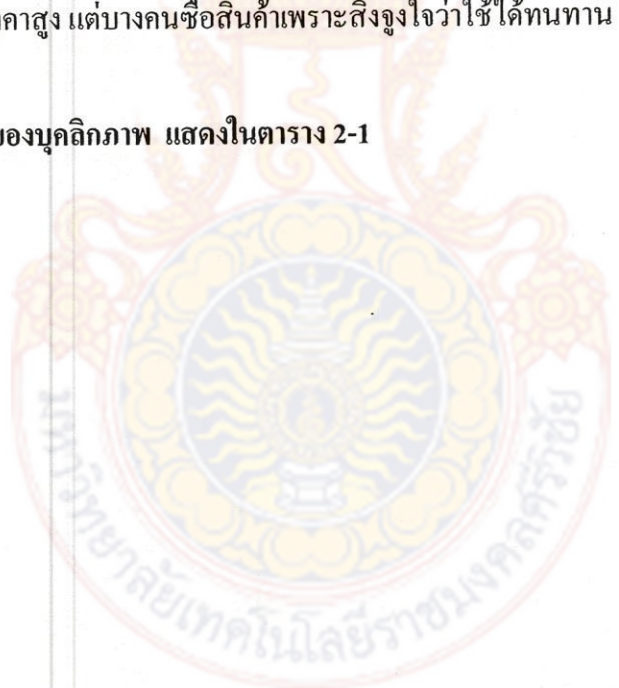 คาสูง แต่บางคนซื้อสินค้าเพราะสิ่งจูงใจว่าใช้ได้ทนทาน
ของบุคลิกภาพ แสดงในตาราง 2-1
มหาวิทยาลัยเทคโนโลยีราชมงคลศรีวิชัย